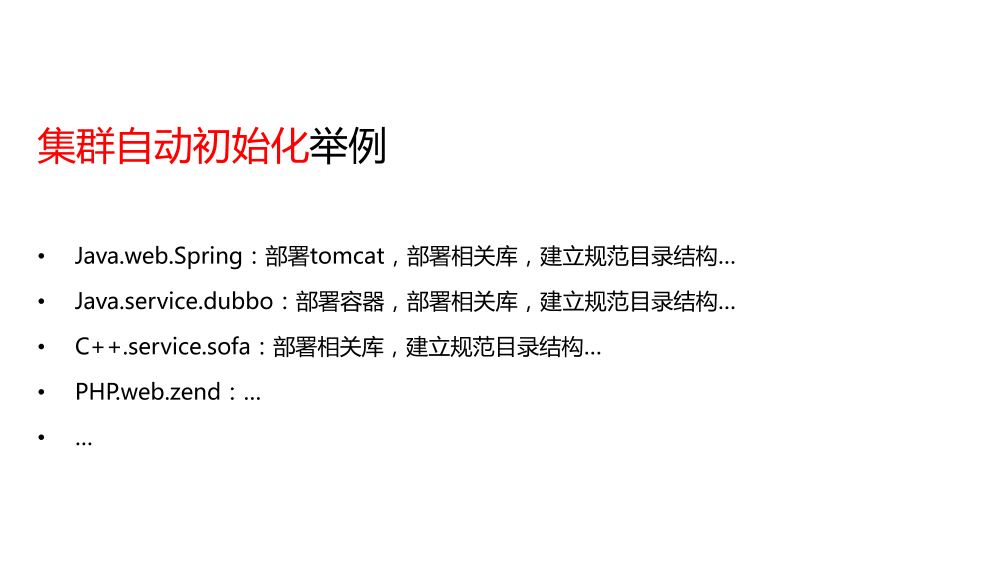 集群自动初始化举例
• Java.web.Spring：部署tomcat，部署相关库，建立规范目录结构…
• Java.service.dubbo：部署容器，部署相关库，建立规范目录结构…
• C++.service.sofa：部署相关库，建立规范目录结构…
• PHP.web.zend：…
• …